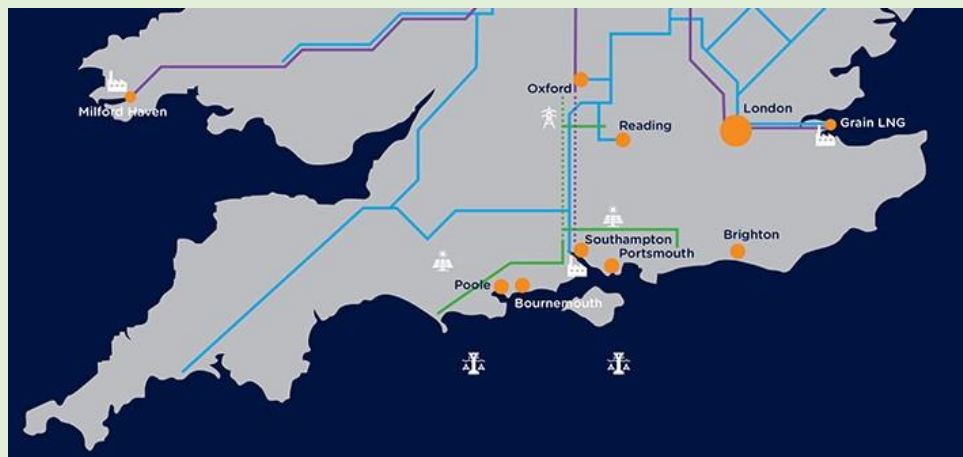 Oxford
Milford Haven
London
Grain LNG
Reading
Southampton
Brighton
Portsmouth
Poole
Bournemouth